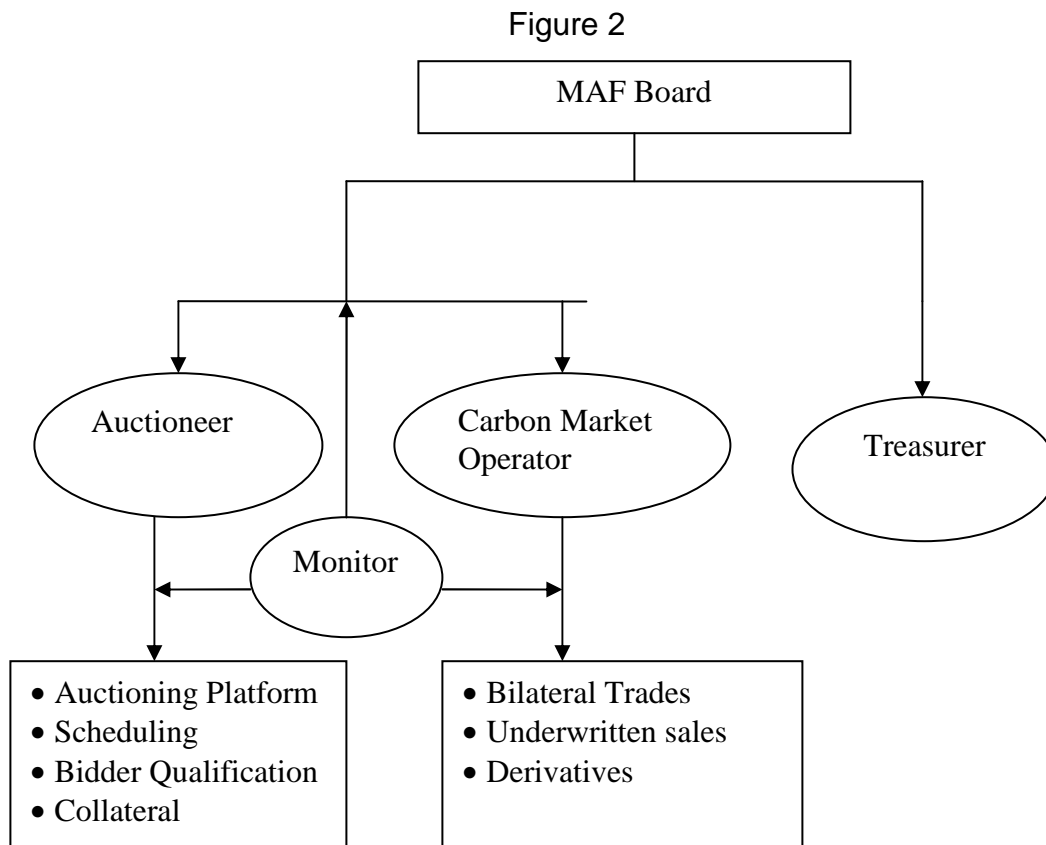 Figure 2
MAF Board
Auctioneer
Carbon Market
Operator
Treasurer
Monitor
• Auctioning Platform
• Scheduling
• Bidder Qualification
• Collateral
• Bilateral Trades
• Underwritten sales
• Derivatives